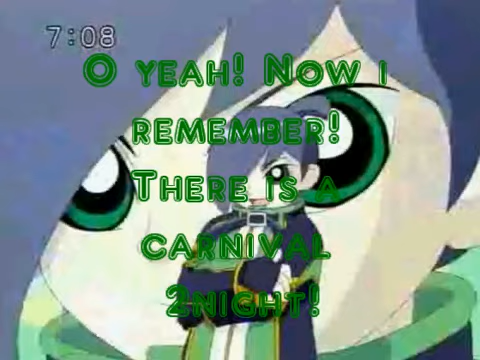 7:08
O yeah! Now i
remember!
There is a
carnival
2night!